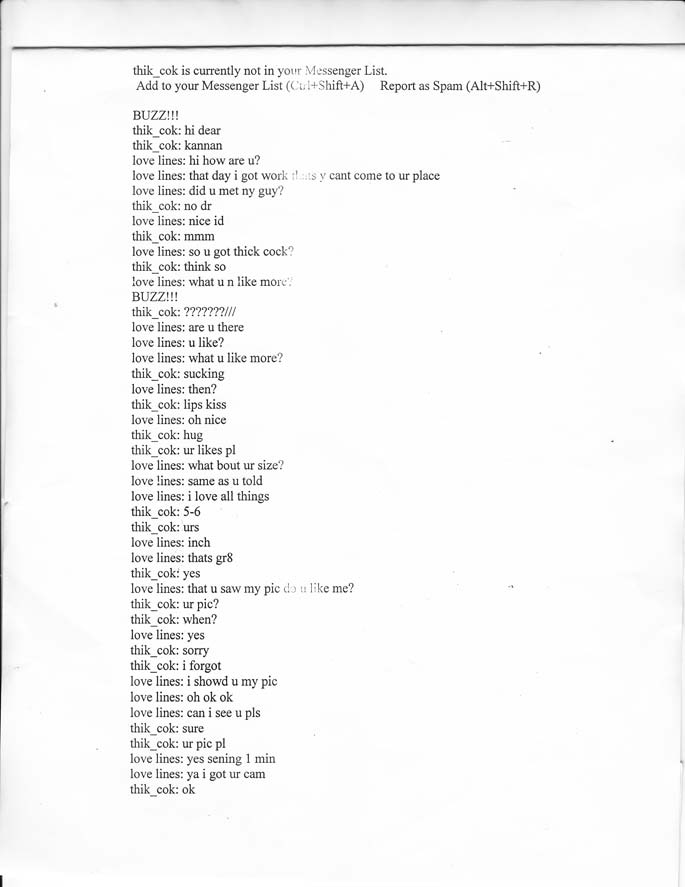 thik_cok is currently not in your Messenger List.
Add to your Messenger List (Ctrl+Shift+A) Report as Spam (Alt+Shift+R)
BUZZ!!!
thik_cok: hi dear
thik_cok: kannan
love lines: hi how are u?
love lines: that day i got work thats y cant come to ur place
love lines: did u met ny guy?
thik_cok: no dr
love lines: nice id
thik_cok: mmm
love lines: so u got thick cock?
thik_cok: think so
love lines: what u n like more?
BUZZ!!!
thik_cok: ???????///
love lines: are u there
love lines: u like?
love lines: what u like more?
thik_cok: sucking
love lines: then?
thik_cok: lips kiss
love lines: oh nice
thik_cok: hug
thik_cok: ur likes pl
love lines: what bout ur size?
love lines: same as u told
love lines: i love all things
thik_cok: 5-6
thik_cok: urs
love lines: inch
love lines: thats gr8
thik_cok: yes
love lines: that u saw my pic do u like me?
thik_cok: ur pic?
thik_cok: when?
love lines: yes
thik_cok: sorry
thik_cok: i forgot
love lines: i showd u my pic
love lines: oh ok ok
love lines: can i see u pls
thik_cok: sure
thik_cok: ur pic pl
love lines: yes sening 1 min
love lines: ya i got ur cam
thik_cok: ok